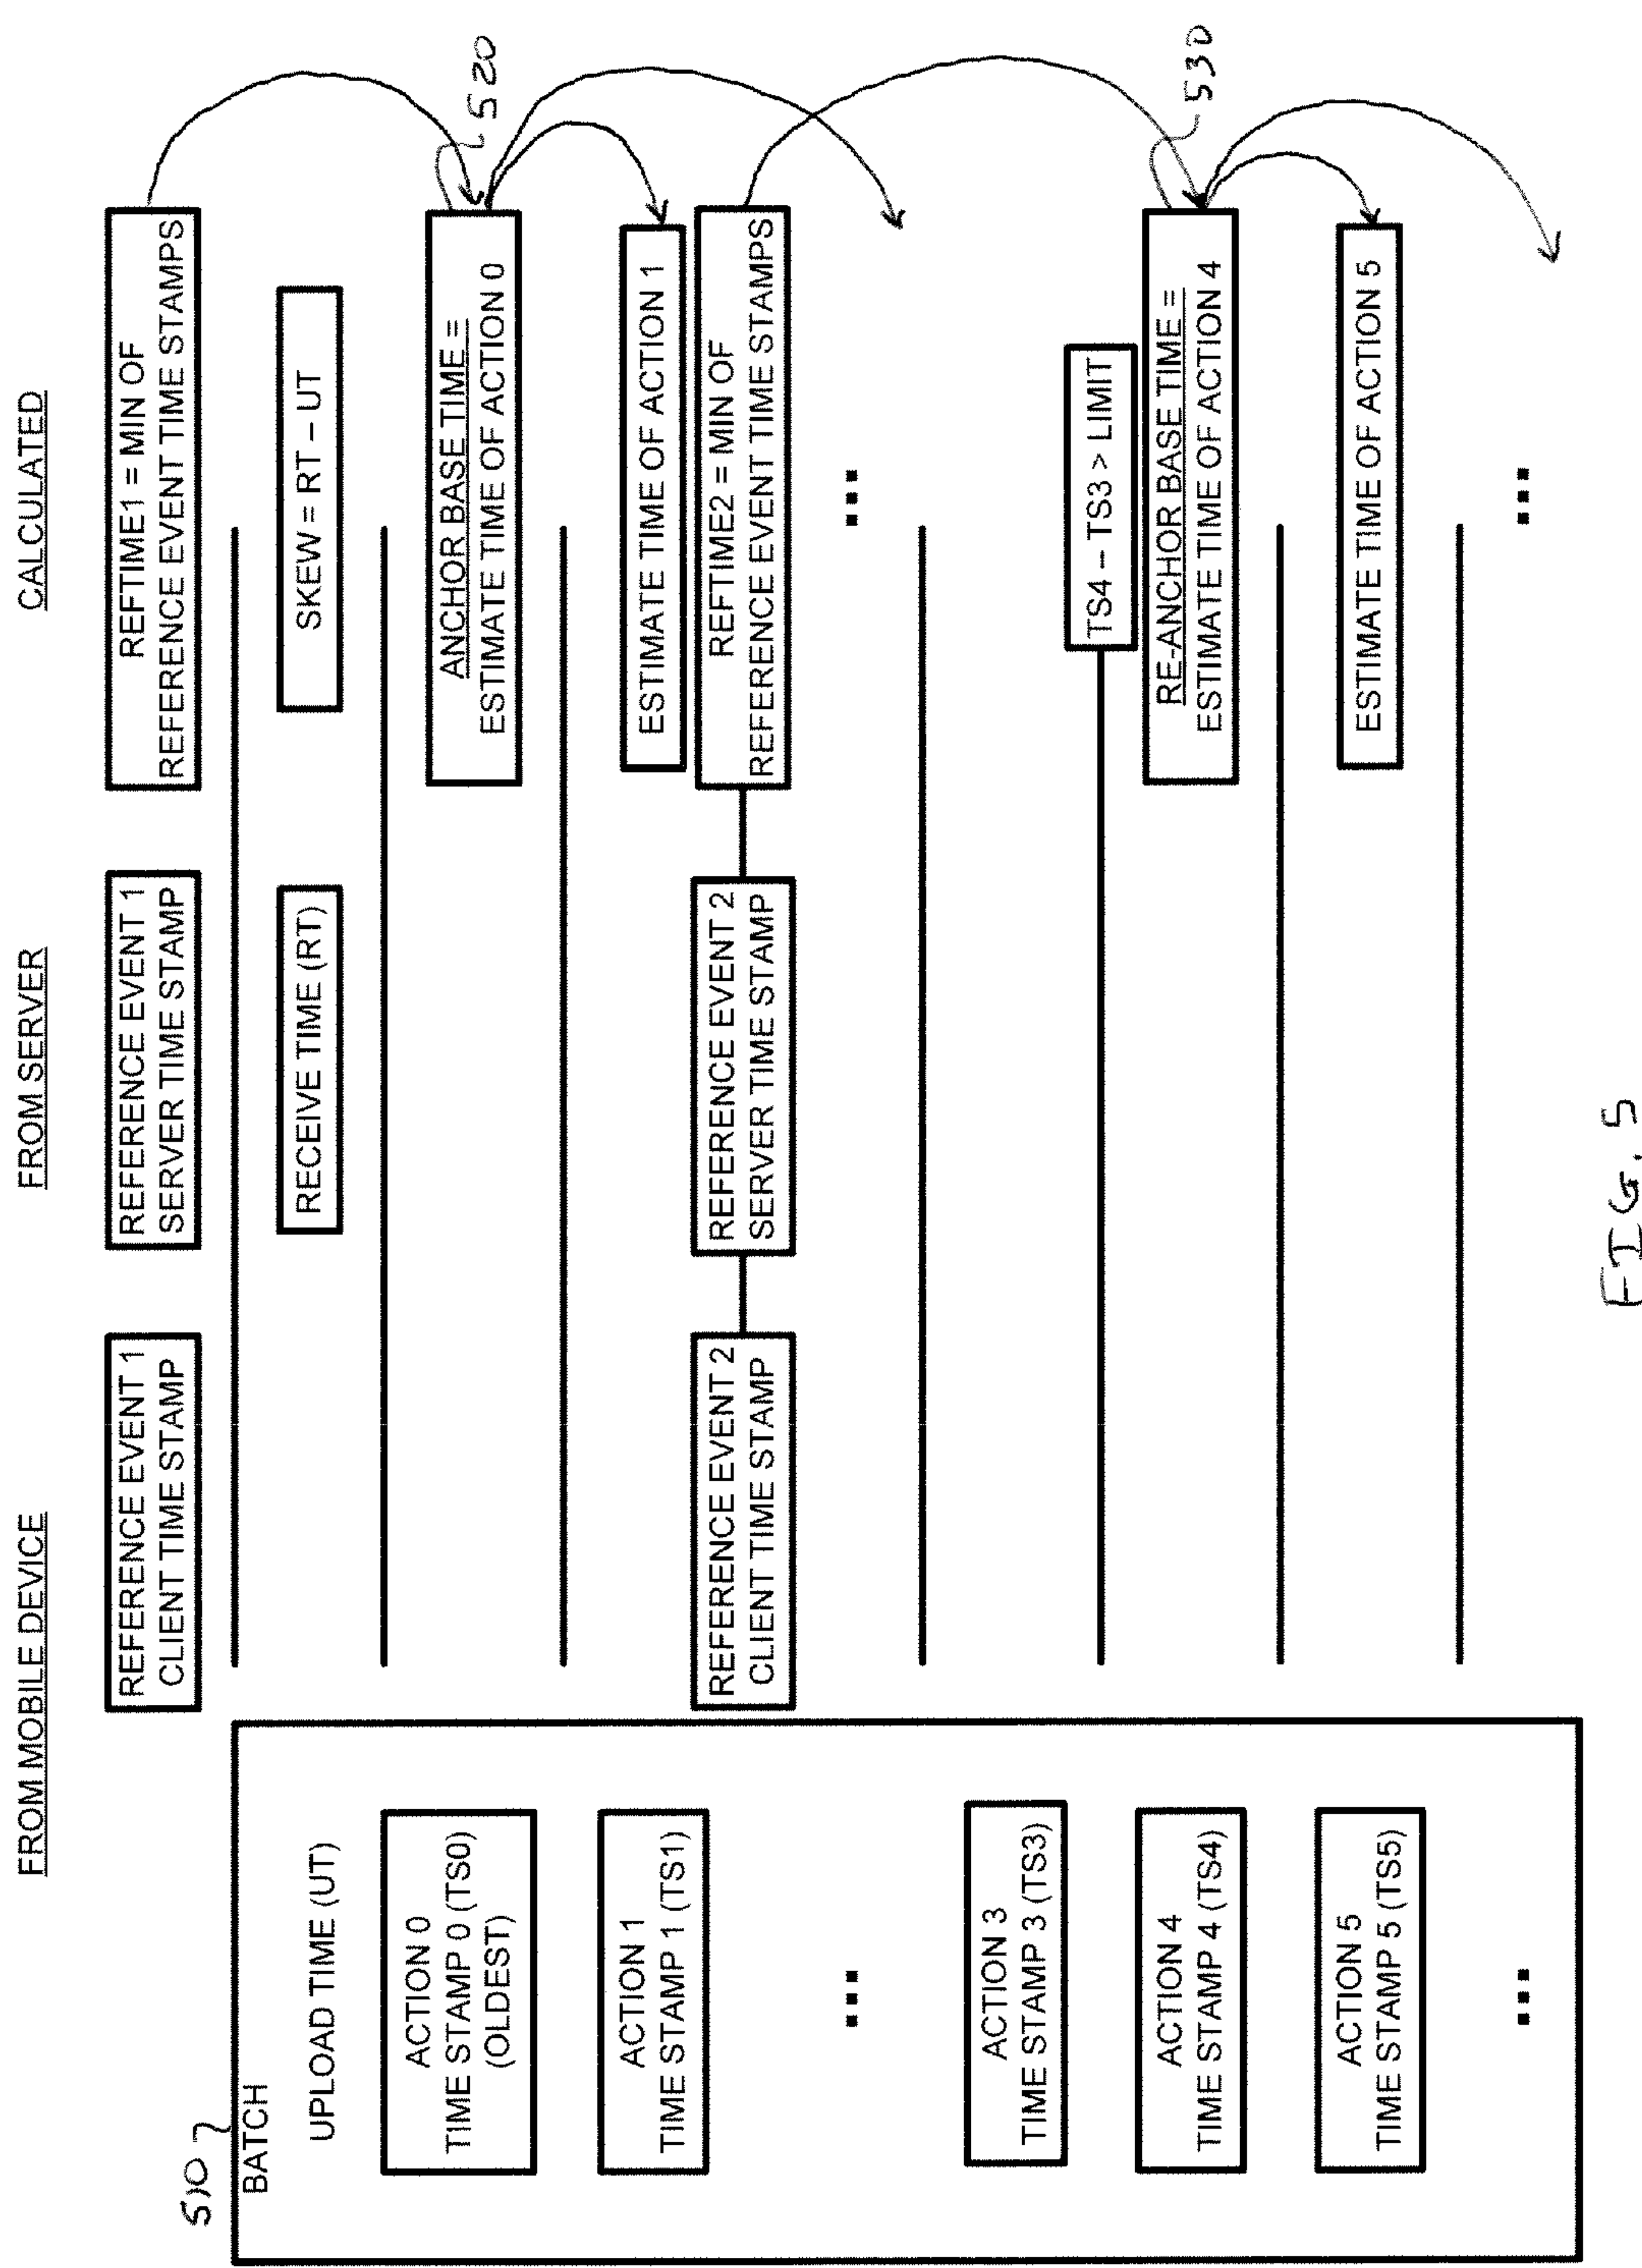 FROM MOBILE DEVICE
FROM SERVER
CALCULATED
REFERENCE EVENT 1
CLIENT TIME STAMP
REFERENCE EVENT 1
SERVER TIME STAMP
REFTIME1 = MIN OF
REFERENCE EVENT TIME STAMPS
510
BATCH
UPLOAD TIME (UT)
RECEIVE TIME (RT)
SKEW = RT – UT
ACTION 0
TIME STAMP 0 (TS0)
(OLDEST)
ANCHOR BASE TIME =
ESTIMATE TIME OF ACTION 0
520
ACTION 1
TIME STAMP 1 (TS1)
ESTIMATE TIME OF ACTION 1
REFERENCE EVENT 2
CLIENT TIME STAMP
REFERENCE EVENT 2
SERVER TIME STAMP
REFTIME2 = MIN OF
REFERENCE EVENT TIME STAMPS
...
...
ACTION 3
TIME STAMP 3 (TS3)
TS4 – TS3 > LIMIT
ACTION 4
TIME STAMP 4 (TS4)
RE-ANCHOR BASE TIME =
ESTIMATE TIME OF ACTION 4
530
ACTION 5
TIME STAMP 5 (TS5)
ESTIMATE TIME OF ACTION 5
...
...
FIG. 5